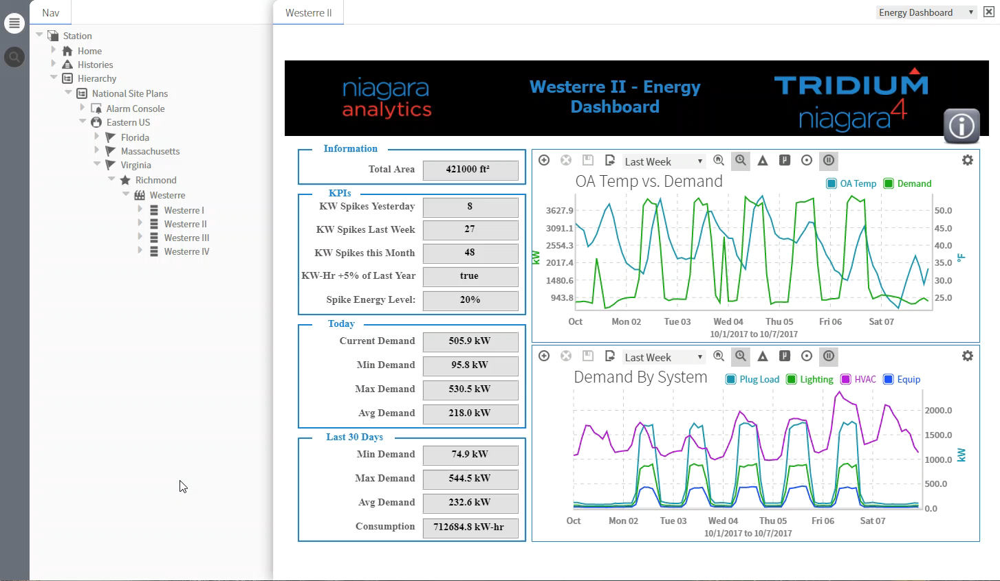 Nav
Westerre II
Energy Dashboard
Station
Home
Histories
Hierarchy
National Site Plans
Alarm Console
Eastern US
Florida
Massachusetts
Virginia
Richmond
Westerre
Westerre I
Westerre II
Westerre III
Westerre IV
niagara
analytics
Westerre II - Energy
Dashboard
TRIDIUM
niagara4
Information
Total Area 421000 ft²
KPIs
KW Spikes Yesterday 8
KW Spikes Last Week 27
KW Spikes this Month 48
KW-Hr +5% of Last Year true
Spike Energy Level: 20%
Today
Current Demand 505.9 kW
Min Demand 95.8 kW
Max Demand 530.5 kW
Avg Demand 218.0 kW
Last 30 Days
Min Demand 74.9 kW
Max Demand 544.5 kW
Avg Demand 232.6 kW
Consumption 712684.8 kW-hr
Last Week
µ
OA Temp vs. Demand
OA Temp Demand
3627.9 50.0
3091.1 45.0
2554.3 40.0
kW 2017.4 35.0 °F
1480.6 30.0
943.8 25.0
Oct Mon 02 Tue 03 Wed 04 Thu 05 Fri 06 Sat 07
10/1/2017 to 10/7/2017
Last Week
µ
Demand By System
Plug Load Lighting HVAC Equip
2000.0
1500.0
1000.0 kW
500.0
0.0
Oct Mon 02 Tue 03 Wed 04 Thu 05 Fri 06 Sat 07
10/1/2017 to 10/7/2017